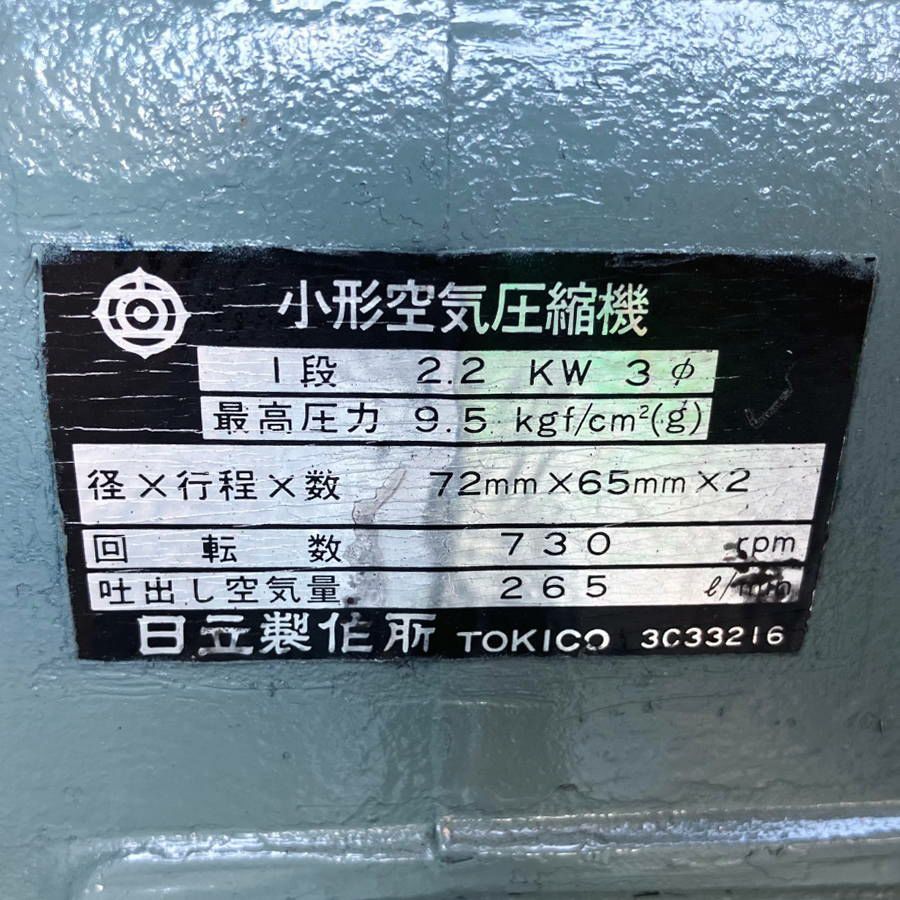 小形空気圧縮機
1段 2.2 KW 3φ
最高圧力 9.5 kgf/cm²(g)
径×行程×数 72mm×65mm×2
回転数 730 rpm
吐出し空気量 265 ℓ/min
日立製作所 TOKICO 3C33216